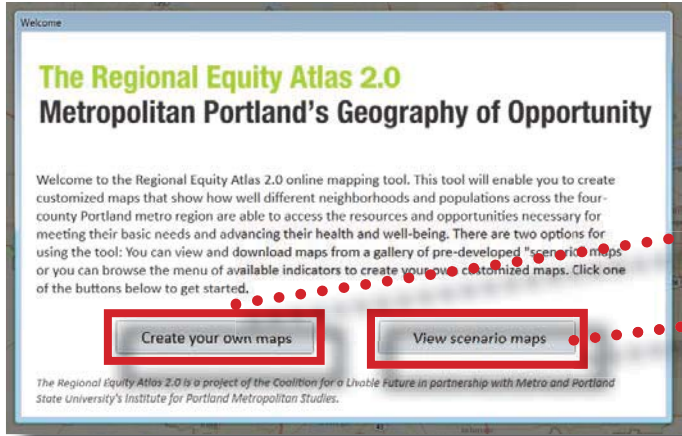 Welcome
The Regional Equity Atlas 2.0
Metropolitan Portland's Geography of Opportunity
Welcome to the Regional Equity Atlas 2.0 online mapping tool. This tool will enable you to create
customized maps that show how well different neighborhoods and populations across the four-
county Portland metro region are able to access the resources and opportunities necessary for
meeting their basic needs and advancing their health and well-being. There are two options for
using the tool: You can view and download maps from a gallery of pre-developed "scenario" maps
or you can browse the menu of available indicators to create your own customized maps. Click one
of the buttons below to get started.
Create your own maps
View scenario maps
The Regional Equity Atlas 2.0 is a project of the Coalition for a Livable Future in partnership with Metro and Portland
State University's Institute for Portland Metropolitan Studies.